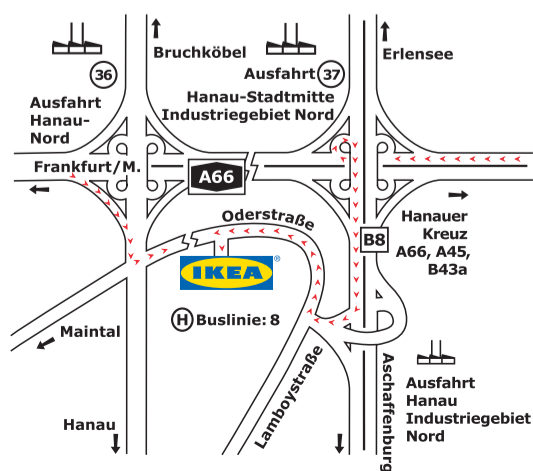 Bruchköbel
36
Ausfahrt
Hanau-
Nord
Ausfahrt 37
Hanau-Stadtmitte
Industriegebiet Nord
Erlensee
Frankfurt/M.
A66
Oderstraße
IKEA®
B8
Hanauer
Kreuz
A66, A45,
B43a
H Buslinie: 8
Maintal
Hanau
Lamboystraße
Aschaffenburg
Ausfahrt
Hanau
Industriegebiet
Nord